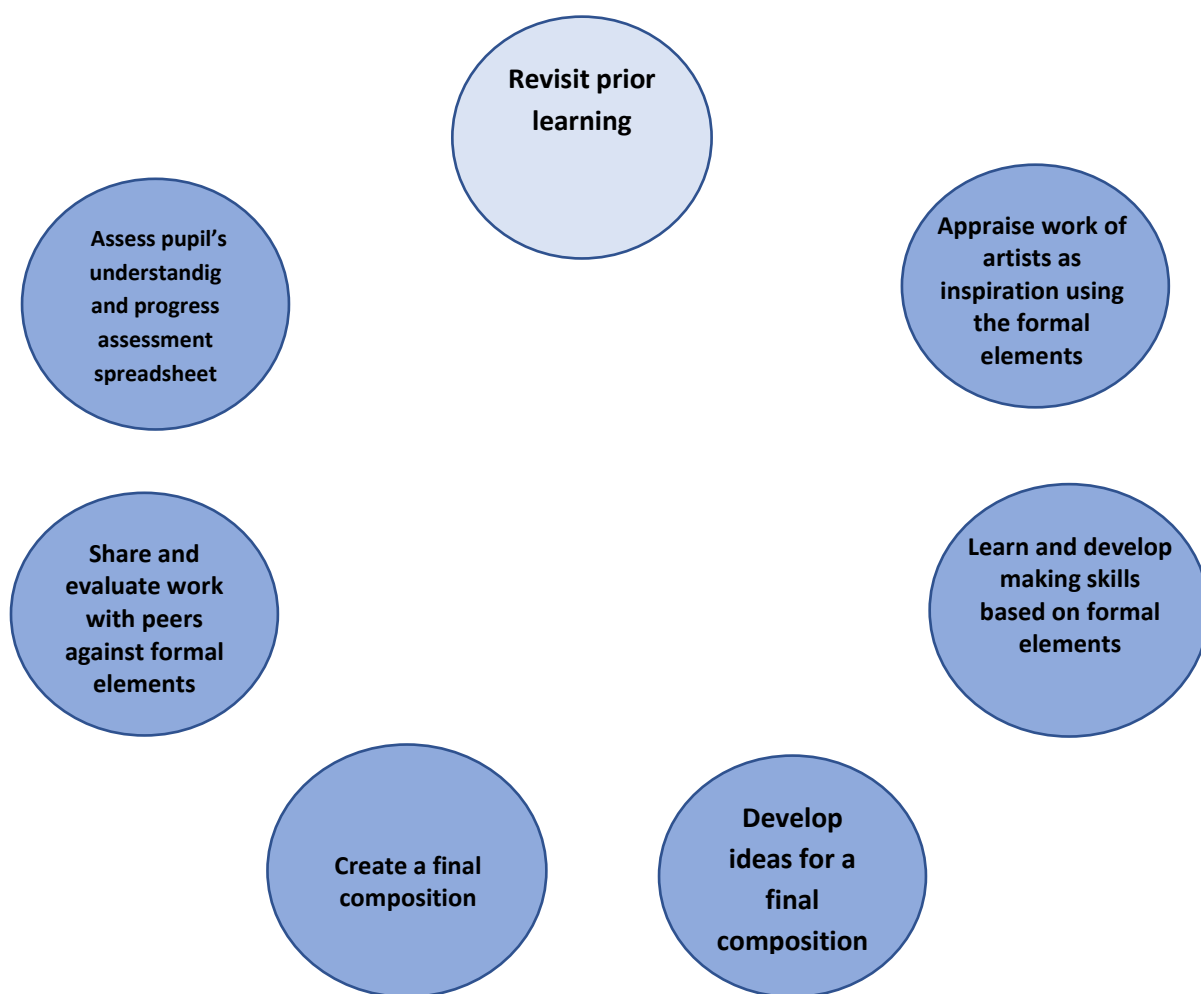 Revisit prior
learning
Appraise work of
artists as
inspiration using
the formal
elements
Learn and develop
making skills
based on formal
elements
Develop
ideas for a
final
composition
Create a final
composition
Share and
evaluate work
with peers
against formal
elements
Assess pupil’s
understandig
and progress
assessment
spreadsheet